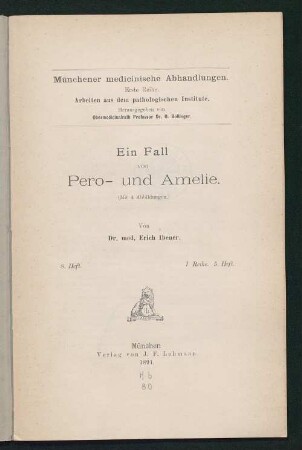 Münchener medicinische Abhandlungen.
Erste Reihe.
Arbeiten aus dem pathologischen Institute.
Herausgegeben von
Obermedicinalrath Professor Dr. O. Bollinger.
Ein Fall
von
Pero- und Amelie.
(Mit 4 Abbildungen.)
Von
Dr. med. Erich
Heft. I. Reihe. 5. Heft.
München
Verlag von J. F. Lehmann
1891